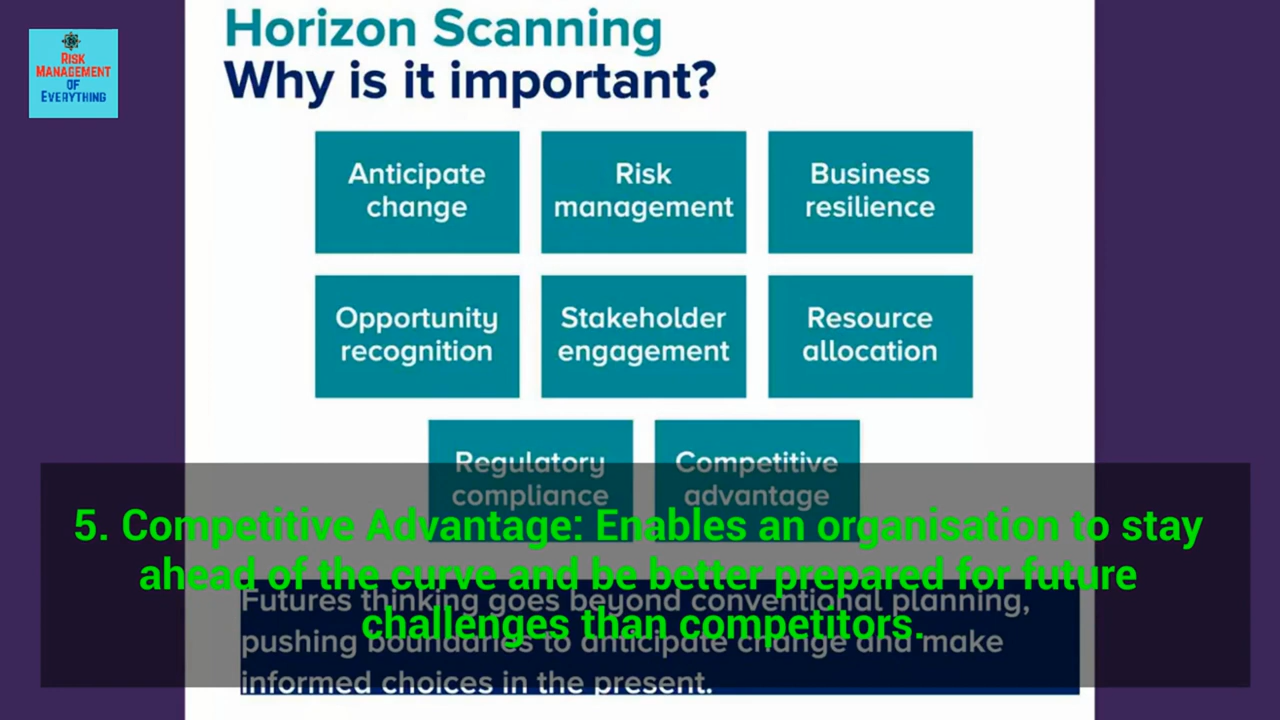 RISK
MANAGEMENT
OF
EVERYTHING
Horizon Scanning
Why is it important?
Anticipate
change
Risk
management
Business
resilience
Opportunity
recognition
Stakeholder
engagement
Resource
allocation
Regulatory
compliance
Competitive
advantage
5. Competitive Advantage: Enables an organisation to stay
ahead of the curve and be better prepared for future
challenges than competitors.
Futures thinking goes beyond conventional planning,
pushing boundaries to anticipate change and make
informed choices in the present.